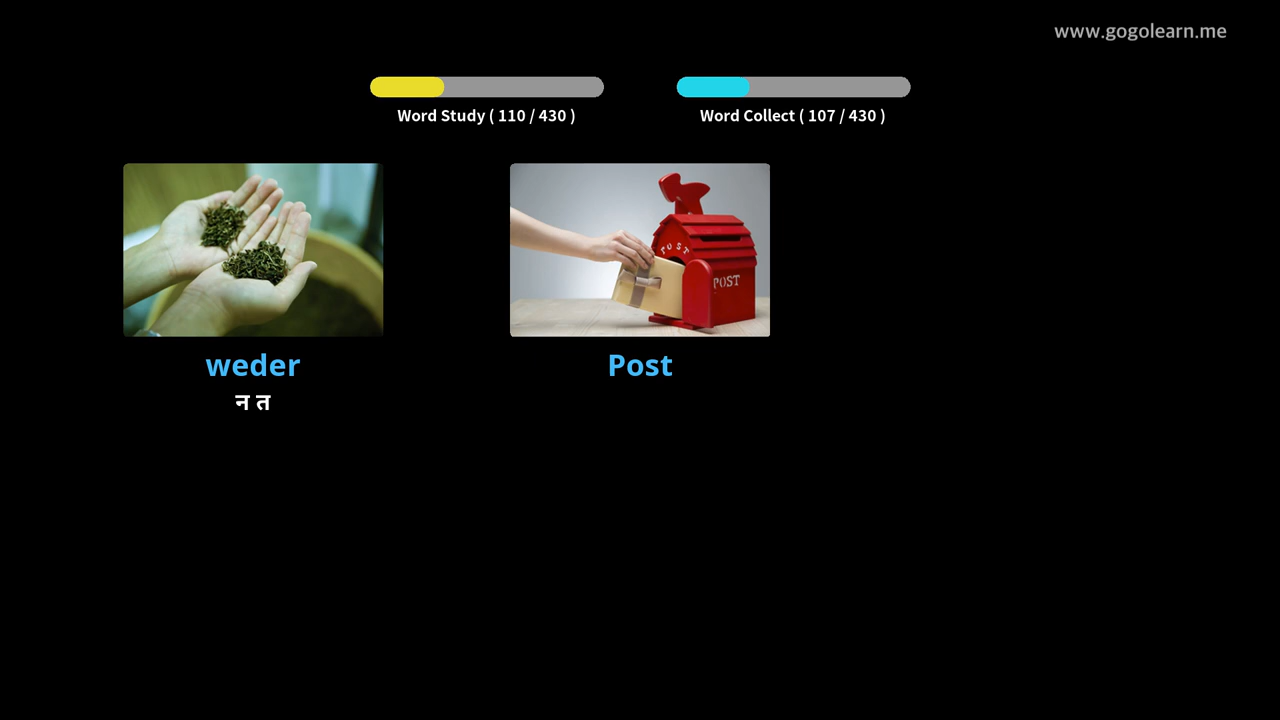 www.gogolearn.me
Word Study ( 110 / 430 )
Word Collect ( 107 / 430 )
POST
POST
weder
Post
न त